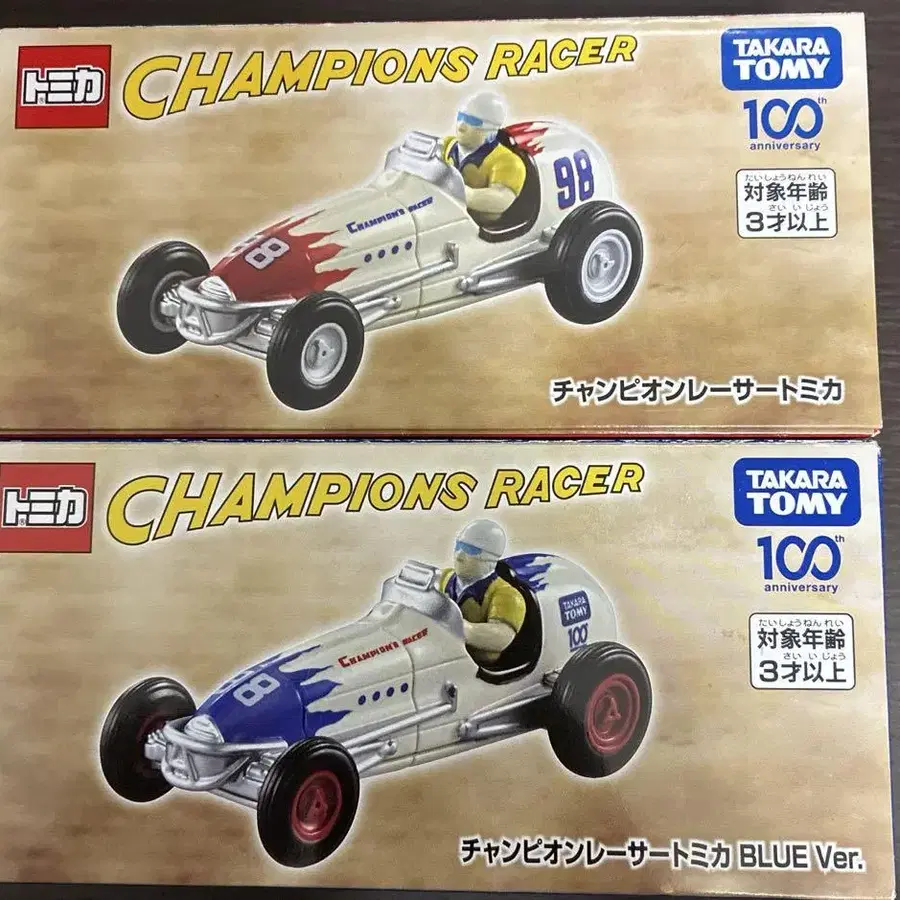 トミカ
CHAMPIONS RACER
TAKARA
TOMY
100th
anniversary
たいしょうねんれい
対象年齢
さいいじょう
3才以上
98
CHAMPION'S RACER
98
チャンピオンレーサートミカ
トミカ
CHAMPIONS RACER
TAKARA
TOMY
100th
anniversary
たいしょうねんれい
対象年齢
さいいじょう
3才以上
TAKARA
TOMY
100
CHAMPION'S RACER
98
チャンピオンレーサートミカ BLUE Ver.